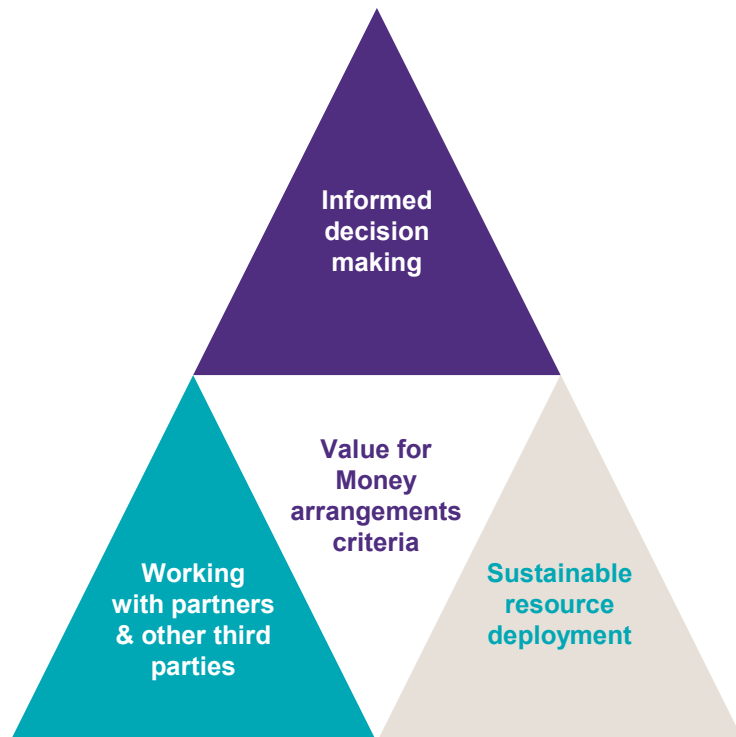 Informed
decision
making
Value for
Money
arrangements
criteria
Working
with partners
& other third
parties
Sustainable
resource
deployment